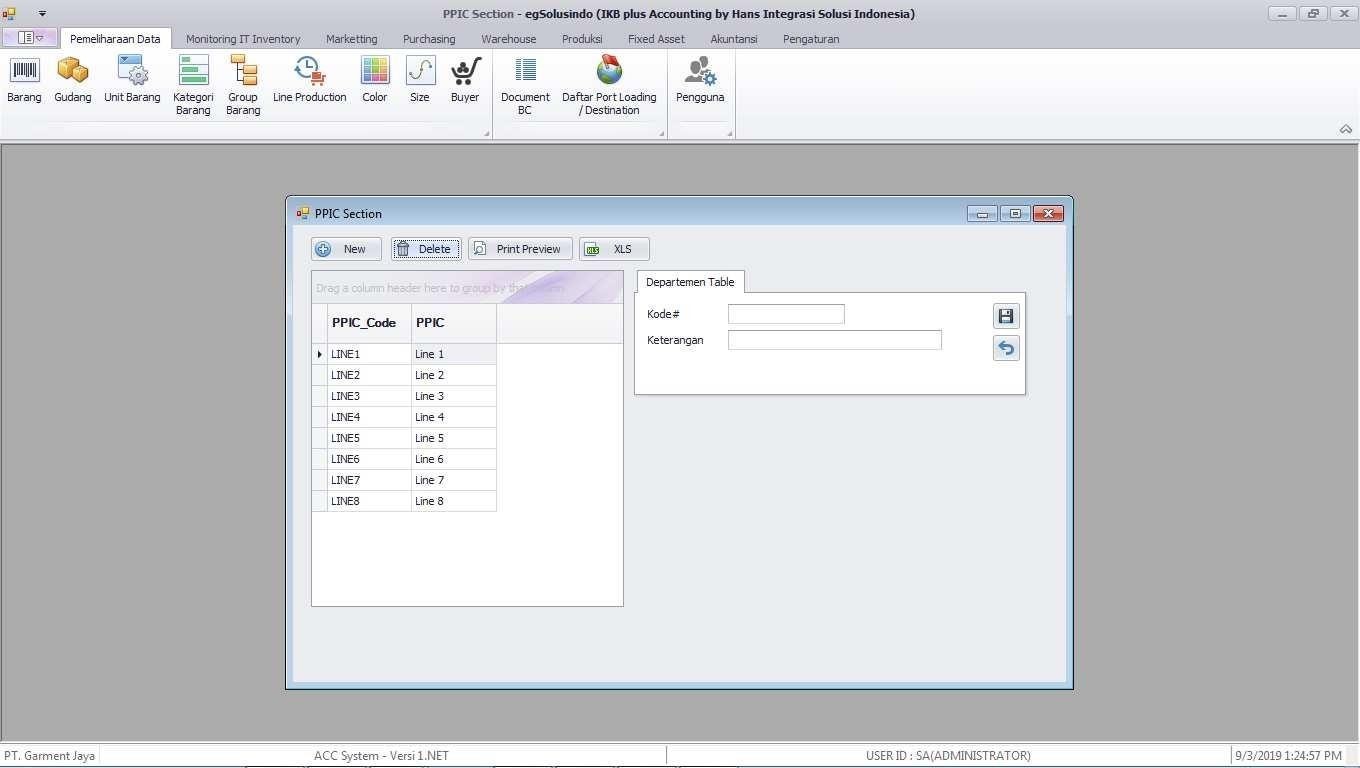 PPIC Section - egSolusindo (IKB plus Accounting by Hans Integrasi Solusi Indonesia)
Pemeliharaan Data Monitoring IT Inventory Marketting Purchasing Warehouse Produksi Fixed Asset Akuntansi Pengaturan
Barang Gudang Unit Barang Kategori Barang Group Barang Line Production Color Size Buyer Document BC Daftar Port Loading / Destination Pengguna
PPIC Section
New Delete Print Preview XLS
Drag a column header here to group by that column
PPIC_Code PPIC
LINE1 Line 1
LINE2 Line 2
LINE3 Line 3
LINE4 Line 4
LINE5 Line 5
LINE6 Line 6
LINE7 Line 7
LINE8 Line 8
Departemen Table
Kode#
Keterangan
PT. Garment Jaya ACC System - Versi 1.NET USER ID : SA(ADMINISTRATOR) 9/3/2019 1:24:57 PM